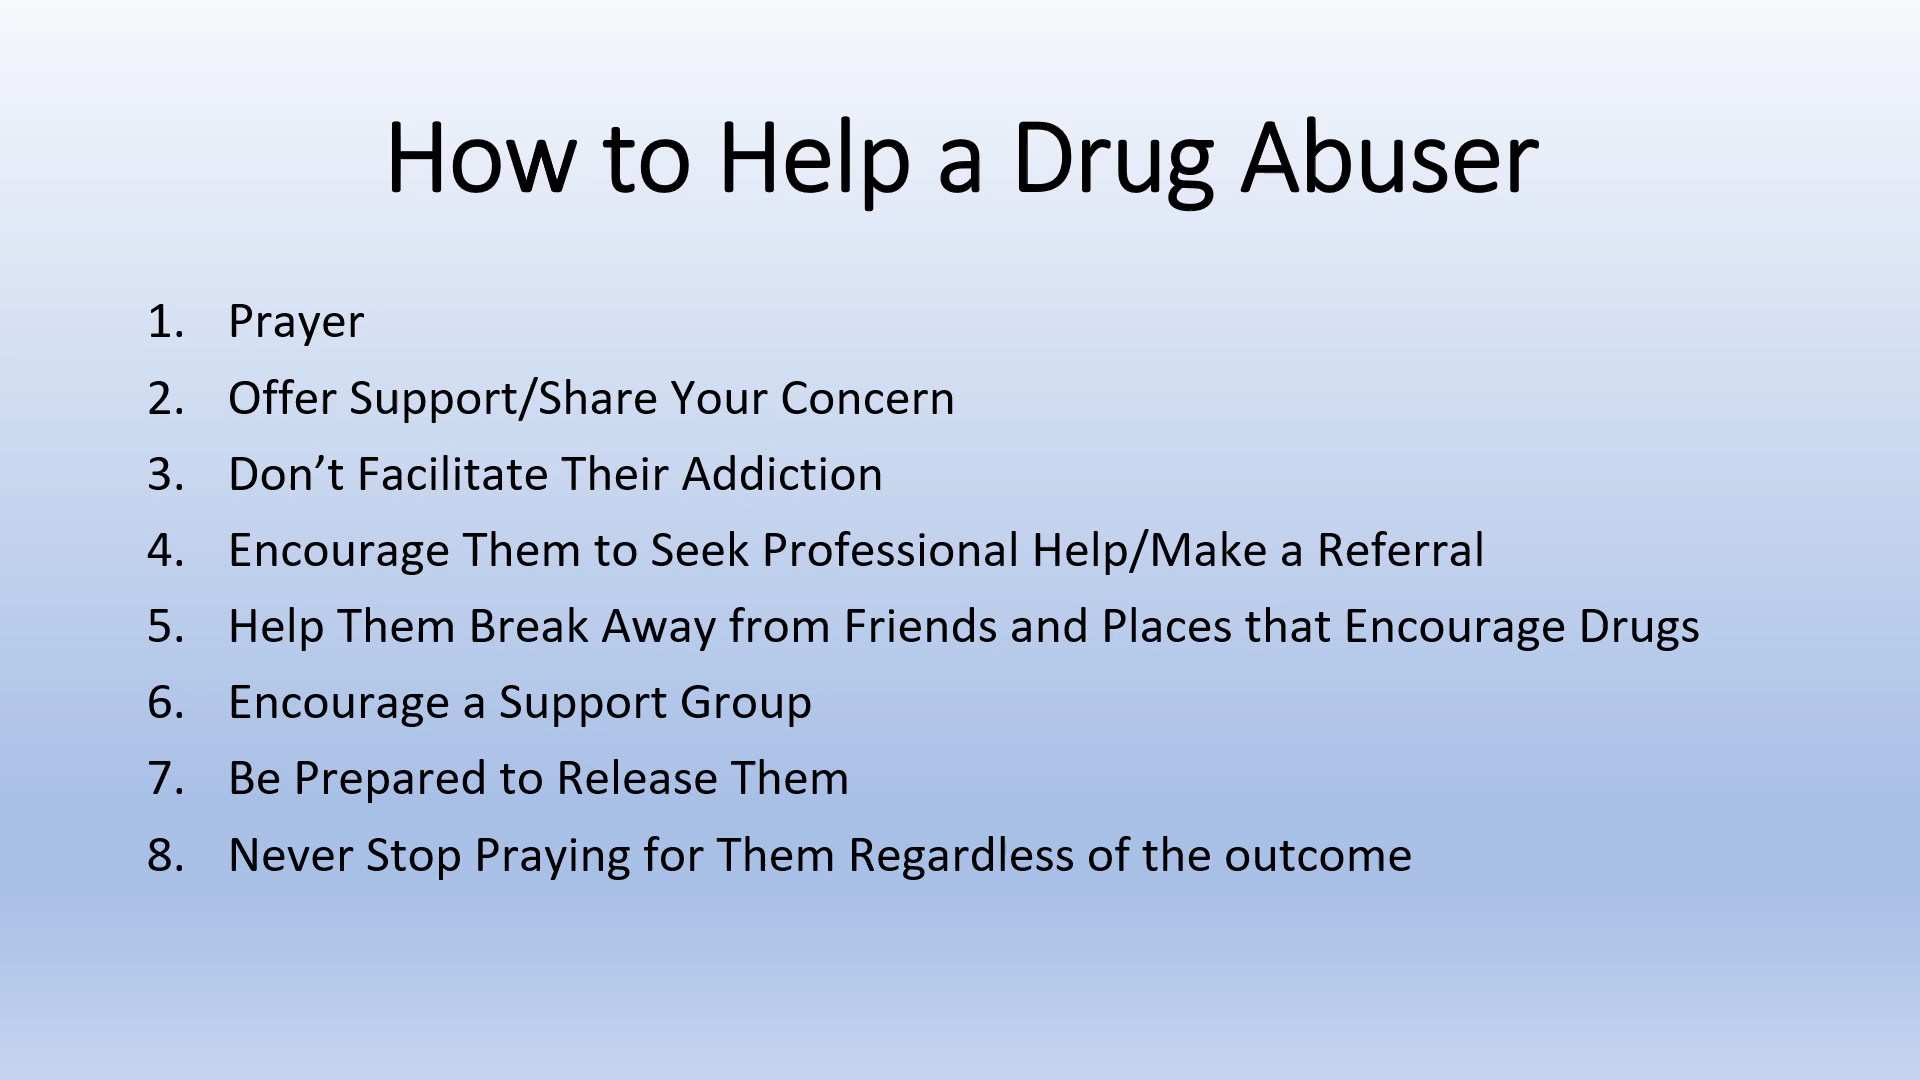 How to Help a Drug Abuser
1. Prayer
2. Offer Support/Share Your Concern
3. Don’t Facilitate Their Addiction
4. Encourage Them to Seek Professional Help/Make a Referral
5. Help Them Break Away from Friends and Places that Encourage Drugs
6. Encourage a Support Group
7. Be Prepared to Release Them
8. Never Stop Praying for Them Regardless of the outcome